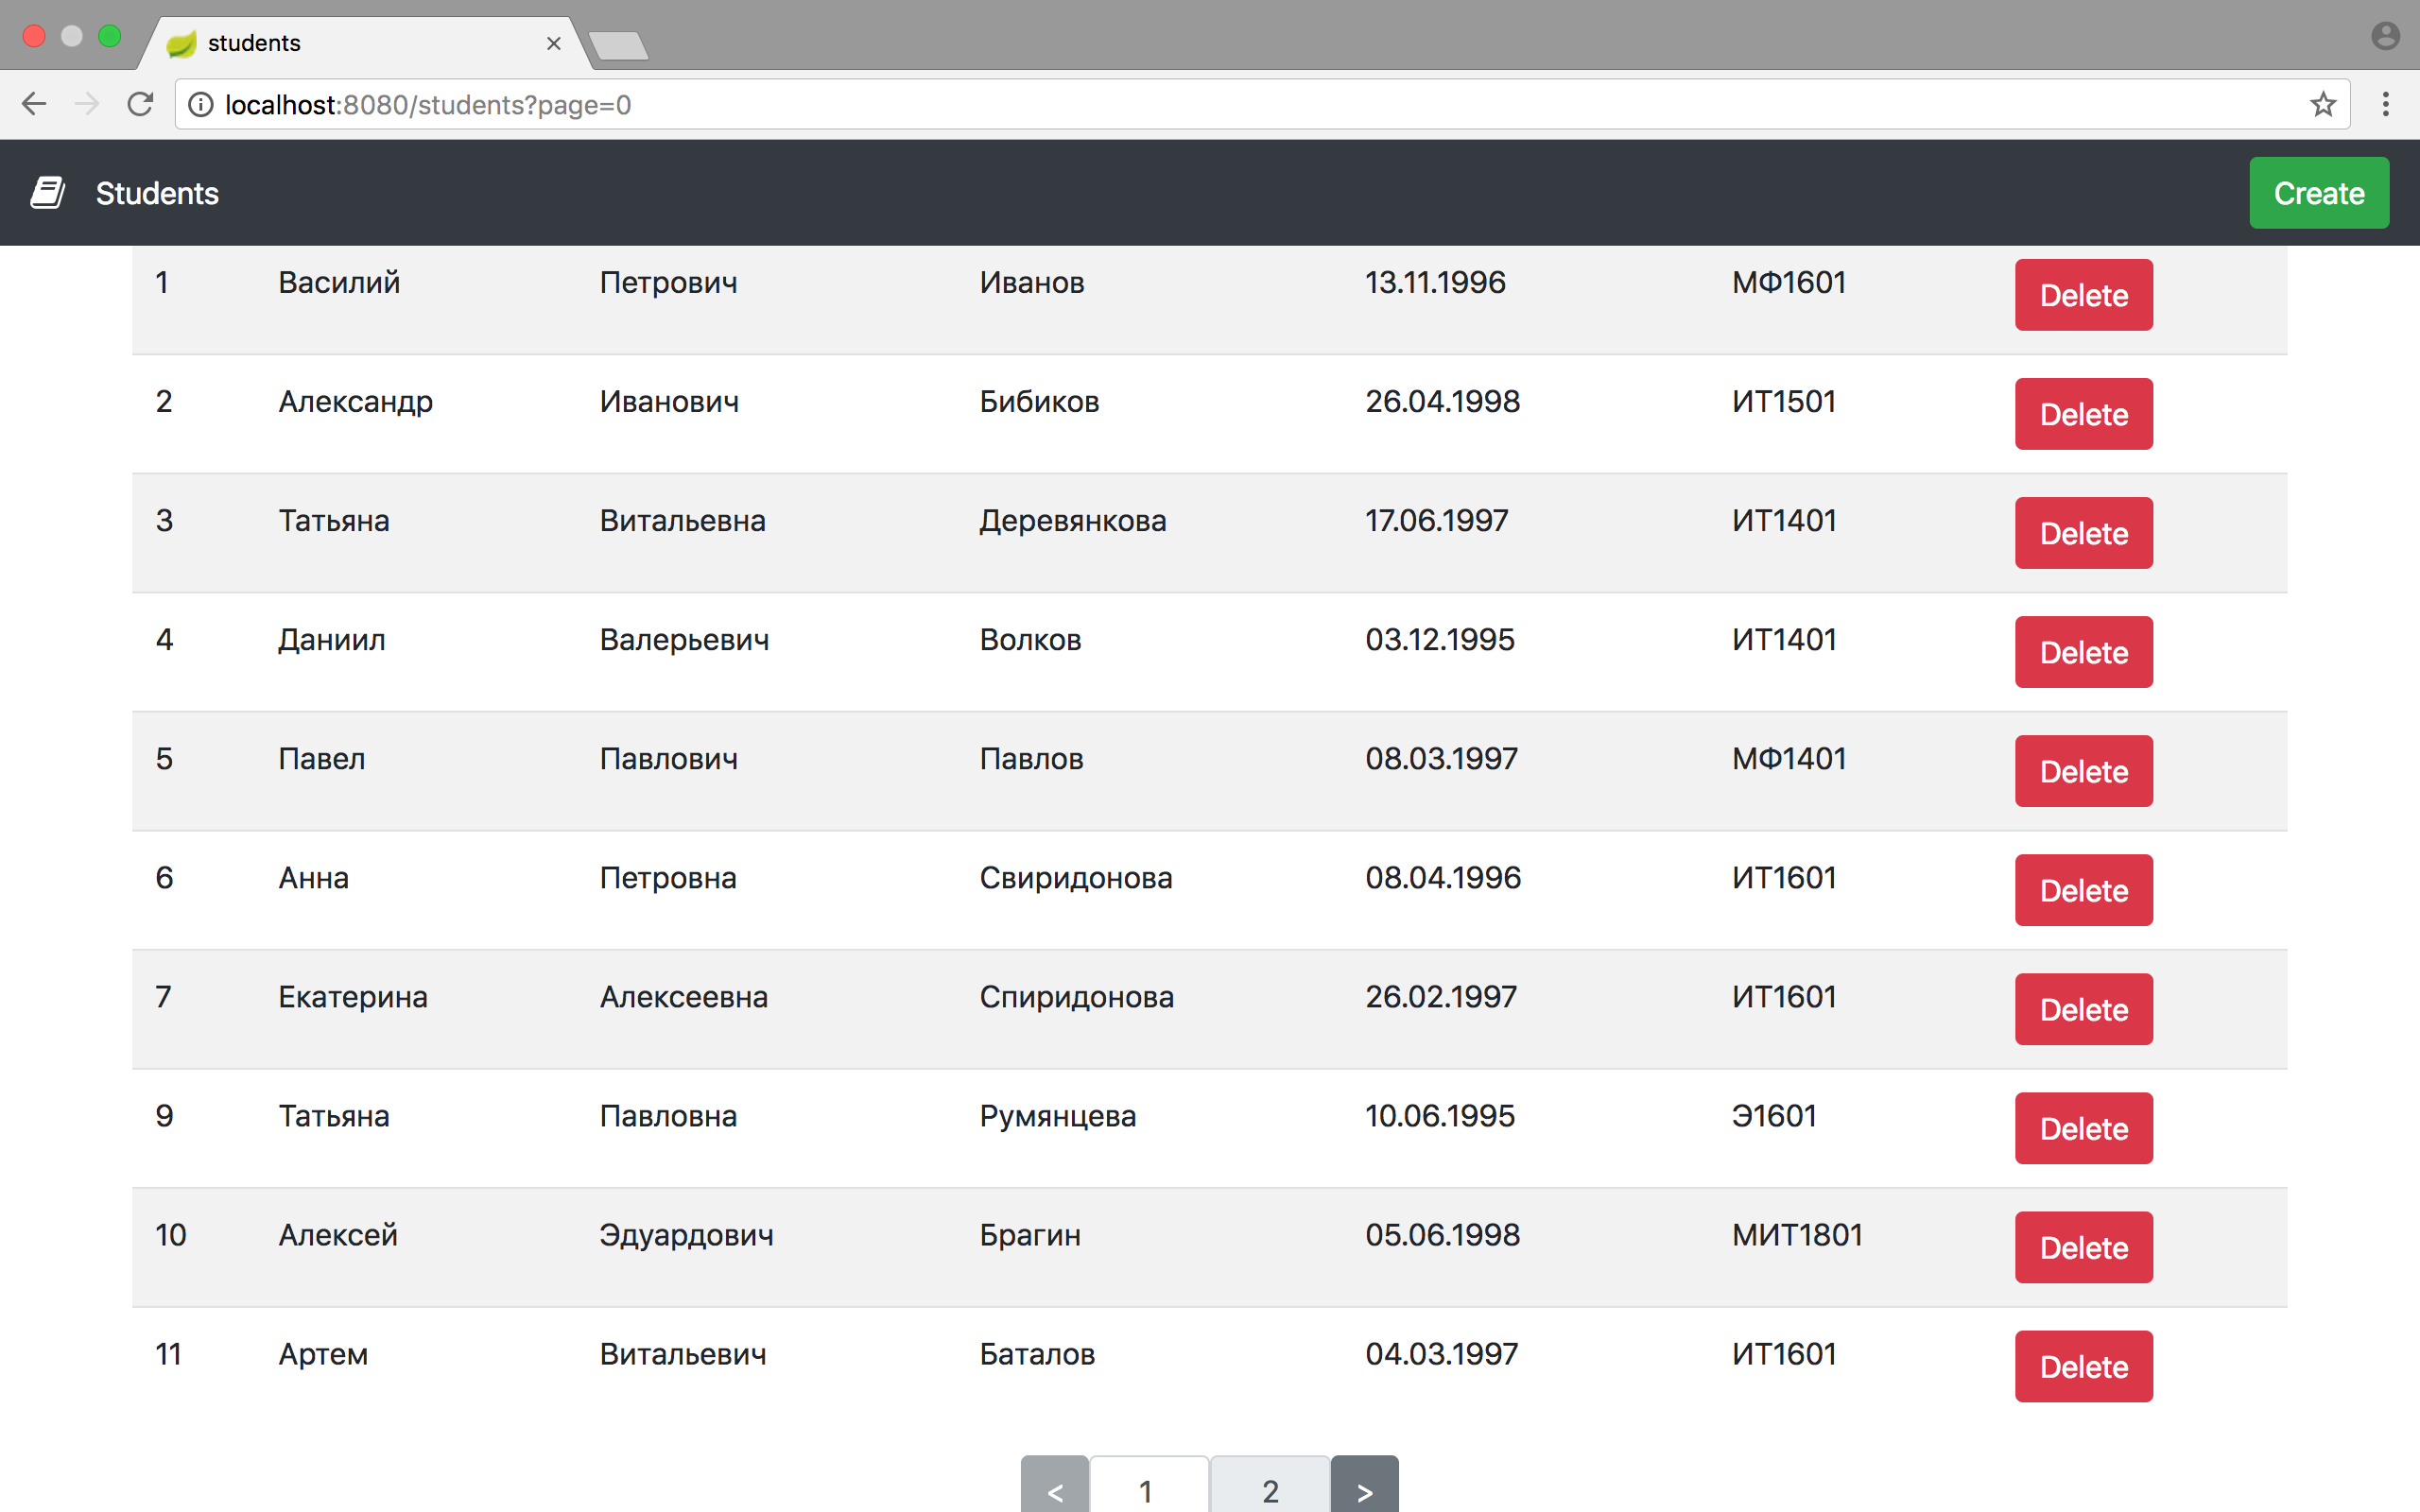 students
localhost:8080/students?page=0
Students Create
1 Василий Петрович Иванов 13.11.1996 МФ1601 Delete
2 Александр Иванович Бибиков 26.04.1998 ИТ1501 Delete
3 Татьяна Витальевна Деревянкова 17.06.1997 ИТ1401 Delete
4 Даниил Валерьевич Волков 03.12.1995 ИТ1401 Delete
5 Павел Павлович Павлов 08.03.1997 МФ1401 Delete
6 Анна Петровна Свиридонова 08.04.1996 ИТ1601 Delete
7 Екатерина Алексеевна Спиридонова 26.02.1997 ИТ1601 Delete
9 Татьяна Павловна Румянцева 10.06.1995 Э1601 Delete
10 Алексей Эдуардович Брагин 05.06.1998 МИТ1801 Delete
11 Артем Витальевич Баталов 04.03.1997 ИТ1601 Delete
< 1 2 >